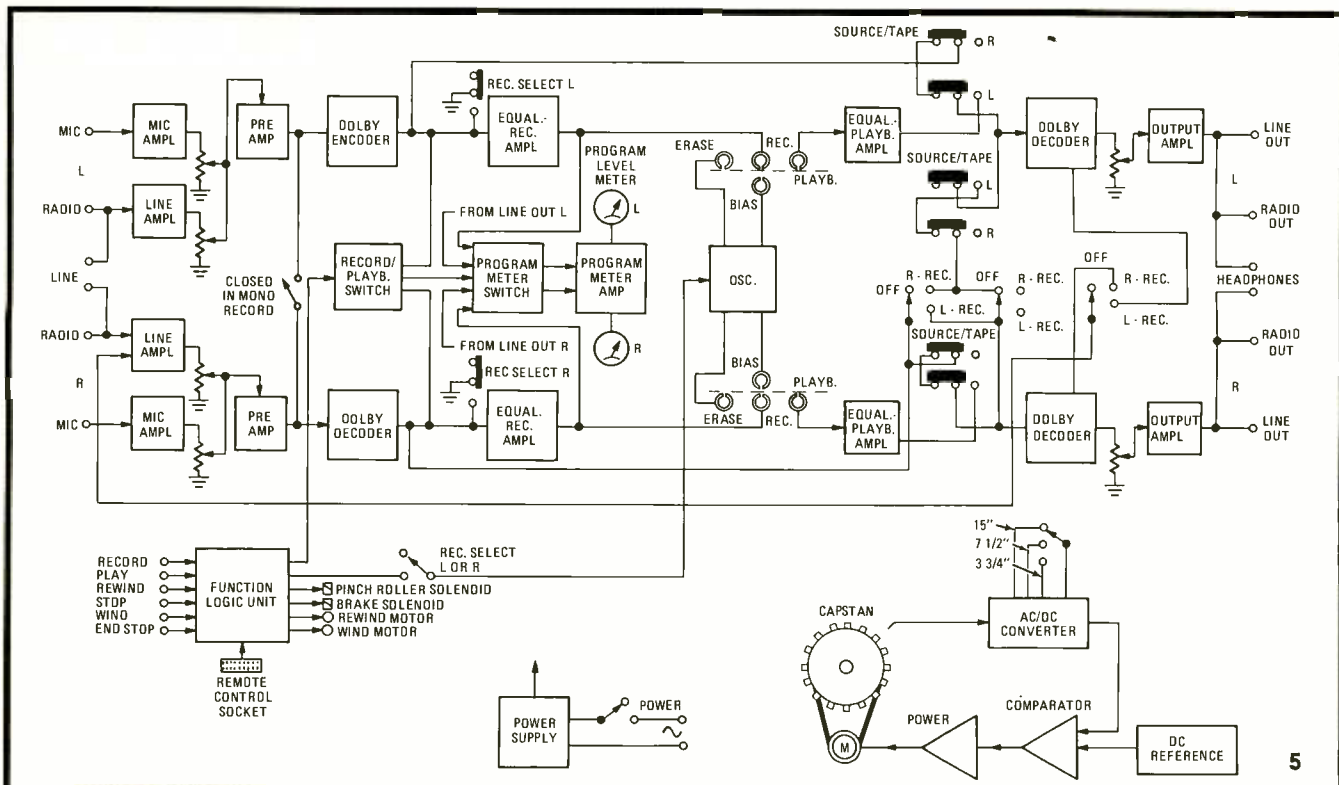 SOURCE/TAPE
R
REC. SELECT L
MIC
MIC
AMPL
PRE
AMP
DOLBY
ENCODER
EQUAL.-
REC.
AMPL
PROGRAM
LEVEL
METER
ERASE
REC.
EQUAL.-
PLAYB.
AMPL
L
DOLBY
DECODER
OUTPUT
AMPL
LINE
OUT
L
SOURCE/TAPE
PLAYB.
L
RADIO
LINE
AMPL
FROM LINE OUT L
L
BIAS
L
RADIO
OUT
R
LINE
CLOSED
IN MONO
RECORD
RECORD/
PLAYB.
SWITCH
PROGRAM
METER
SWITCH
PROGRAM
METER
AMP
OSC.
OFF
R - REC.
OFF
R - REC.
OFF
R - REC.
L - REC.
HEADPHONES
L - REC.
L - REC.
SOURCE/TAPE
RADIO
LINE
AMPL
FROM LINE OUT R
R
RADIO
OUT
R
REC SELECT R
BIAS
PLAYB.
R
MIC
MIC
AMPL
PRE
AMP
DOLBY
DECODER
EQUAL.
REC.
AMPL
ERASE
REC.
EQUAL.-
PLAYB.
AMPL
DOLBY
DECODER
OUTPUT
AMPL
LINE
OUT
RECORD
PLAY
REWIND
STOP
WIND
END STOP
FUNCTION
LOGIC UNIT
REC. SELECT
L OR R
PINCH ROLLER SOLENOID
BRAKE SOLENOID
REWIND MOTOR
WIND MOTOR
REMOTE
CONTROL
SOCKET
15"
7 1/2"
3 3/4"
CAPSTAN
AC/DC
CONVERTER
POWER
SUPPLY
POWER
M
POWER
COMPARATOR
DC
REFERENCE
5